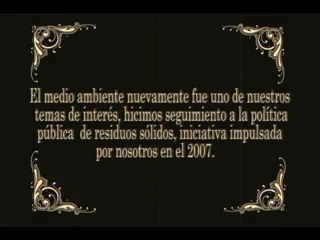 El medio ambiente nuevamente fue uno de nuestros
temas de interés, hicimos seguimiento a la política
pública de residuos sólidos, iniciativa impulsada
por nosotros en el 2007.